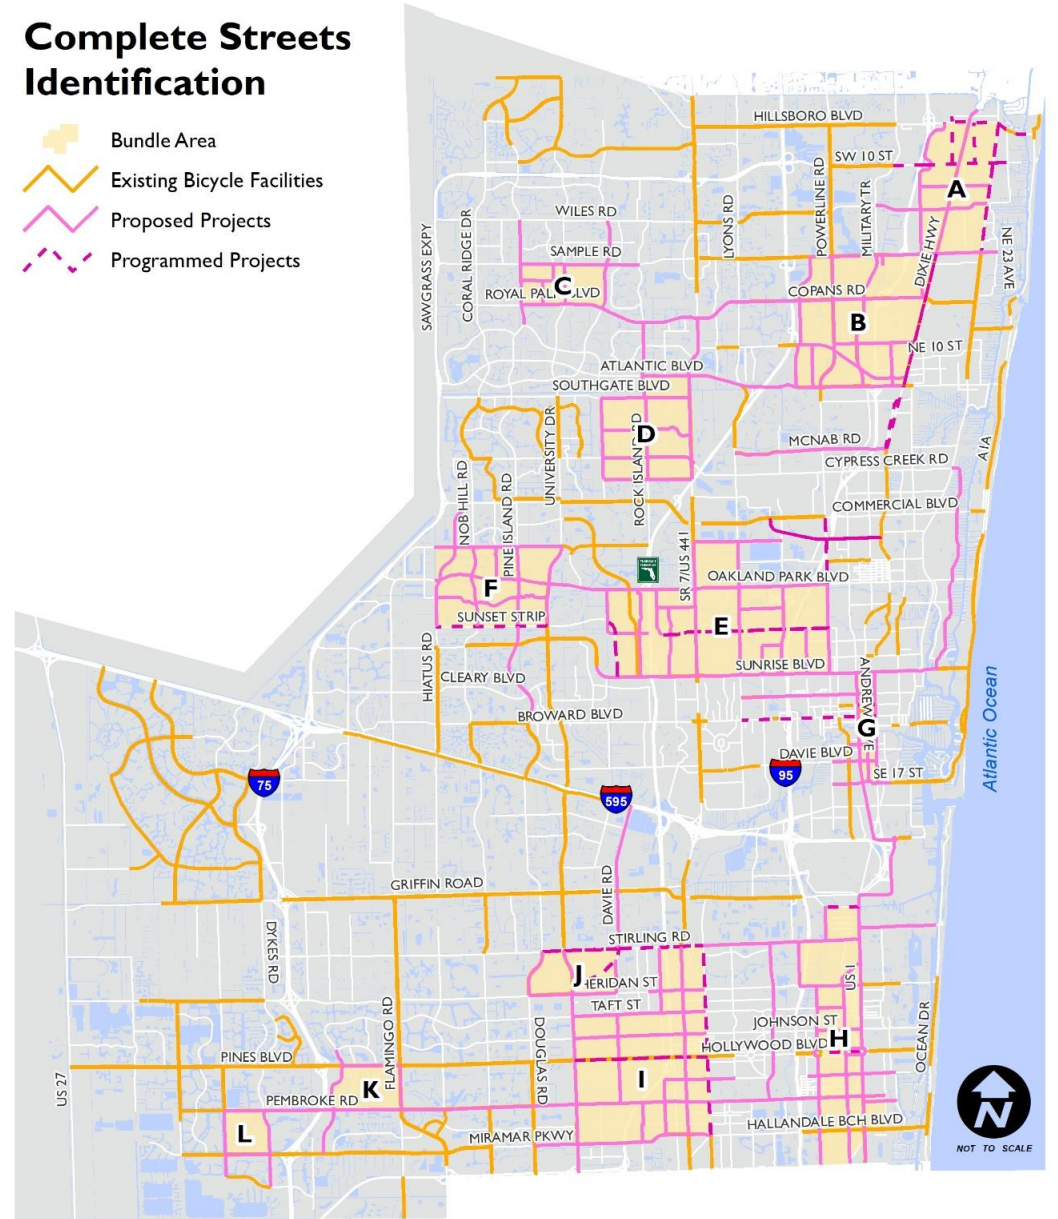 Complete Streets
Identification
Bundle Area
Existing Bicycle Facilities
Proposed Projects
Programmed Projects
HILLSBORO BLVD
SW 10 ST
A
WILES RD
LYONS RD
POWERLINE RD
MILITARY TR
DIXIE HWY
NE 23 AVE
SAWGRASS EXPY
CORAL RIDGE DR
SAMPLE RD
C
ROYAL PALM BLVD
COPANS RD
B
NE 10 ST
ATLANTIC BLVD
SOUTHGATE BLVD
UNIVERSITY DR
ROCK ISLAND RD
D
MCNAB RD
CYPRESS CREEK RD
A1A
NOB HILL RD
PINE ISLAND RD
COMMERCIAL BLVD
SR 7/US 441
OAKLAND PARK BLVD
F
SUNSET STRIP
E
HIATUS RD
CLEARY BLVD
SUNRISE BLVD
ANDREWS AVE
Atlantic Ocean
BROWARD BLVD
G
DAVIE BLVD
SE 17 ST
75
595
95
GRIFFIN ROAD
DAVIE RD
DYKES RD
STIRLING RD
J
SHERIDAN ST
US 1
TAFT ST
FLAMINGO RD
DOUGLAS RD
JOHNSON ST
HOLLYWOOD BLVD
H
OCEAN DR
PINES BLVD
US 27
K
I
PEMBROKE RD
L
MIRAMAR PKWY
HALLANDALE BCH BLVD
N
NOT TO SCALE